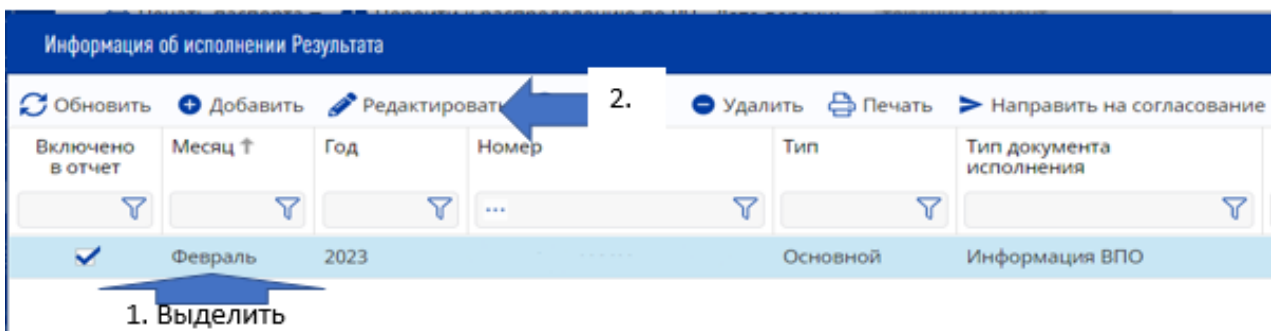 Информация об исполнении Результата
Обновить Добавить Редактировать 2. Удалить Печать Направить на согласование
Включено в отчет Месяц ↑ Год Номер Тип Тип документа исполнения
...
Февраль 2023 Основной Информация ВПО
1. Выделить